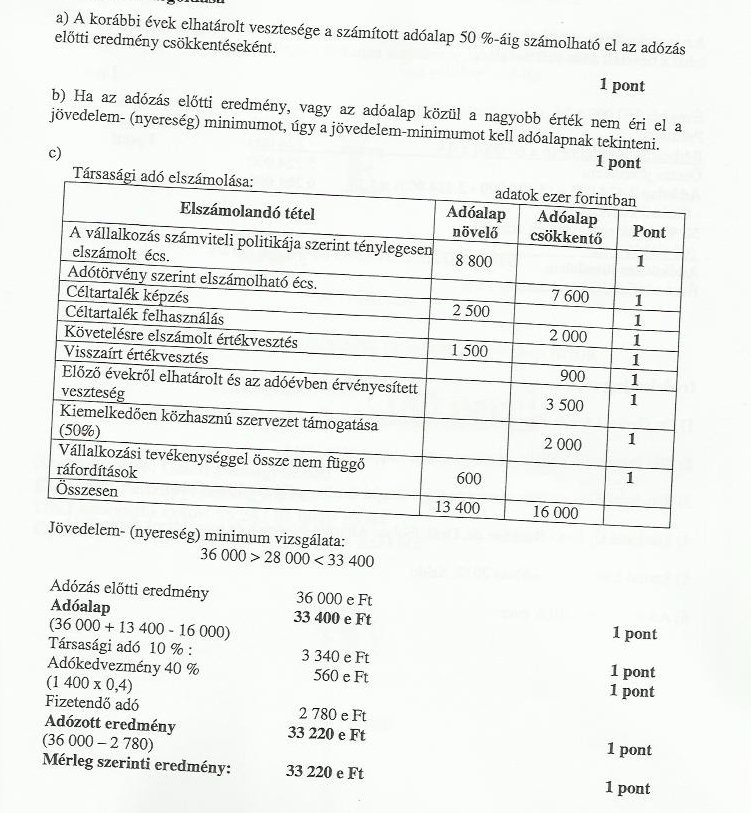 a) A korábbi évek elhatárolt vesztesége a számított adóalap 50 %-áig számolható el az adózás
előtti eredmény csökkentéseként.
1 pont
b) Ha az adózás előtti eredmény, vagy az adóalap közül a nagyobb érték nem éri el a
jövedelem- (nyereség) minimumot, úgy a jövedelem-minimumot kell adóalapnak tekinteni.
1 pont
c)
Társasági adó elszámolása:
adatok ezer forintban
Elszámolandó tétel Adóalap növelő Adóalap csökkentő Pont
A vállalkozás számviteli politikája szerint ténylegesen
elszámolt écs. 8 800 1
Adótörvény szerint elszámolható écs. 7 600 1
Céltartalék képzés 2 500 1
Céltartalék felhasználás 2 000 1
Követelésre elszámolt értékvesztés 1 500 1
Visszaírt értékvesztés 900 1
Előző évekről elhatárolt és az adóévben érvényesített
veszteség 3 500 1
Kiemelkedően közhasznú szervezet támogatása
(50%) 2 000 1
Vállalkozási tevékenységgel össze nem függő
ráfordítások 600 1
Összesen 13 400 16 000
Jövedelem- (nyereség) minimum vizsgálata:
36 000 > 28 000 < 33 400
Adózás előtti eredmény 36 000 e Ft
Adóalap 33 400 e Ft
(36 000 + 13 400 - 16 000) 1 pont
Társasági adó 10 % : 3 340 e Ft 1 pont
Adókedvezmény 40 % 560 e Ft 1 pont
(1 400 x 0,4)
Fizetendő adó 2 780 e Ft
Adózott eredmény 33 220 e Ft 1 pont
(36 000 – 2 780)
Mérleg szerinti eredmény: 33 220 e Ft 1 pont